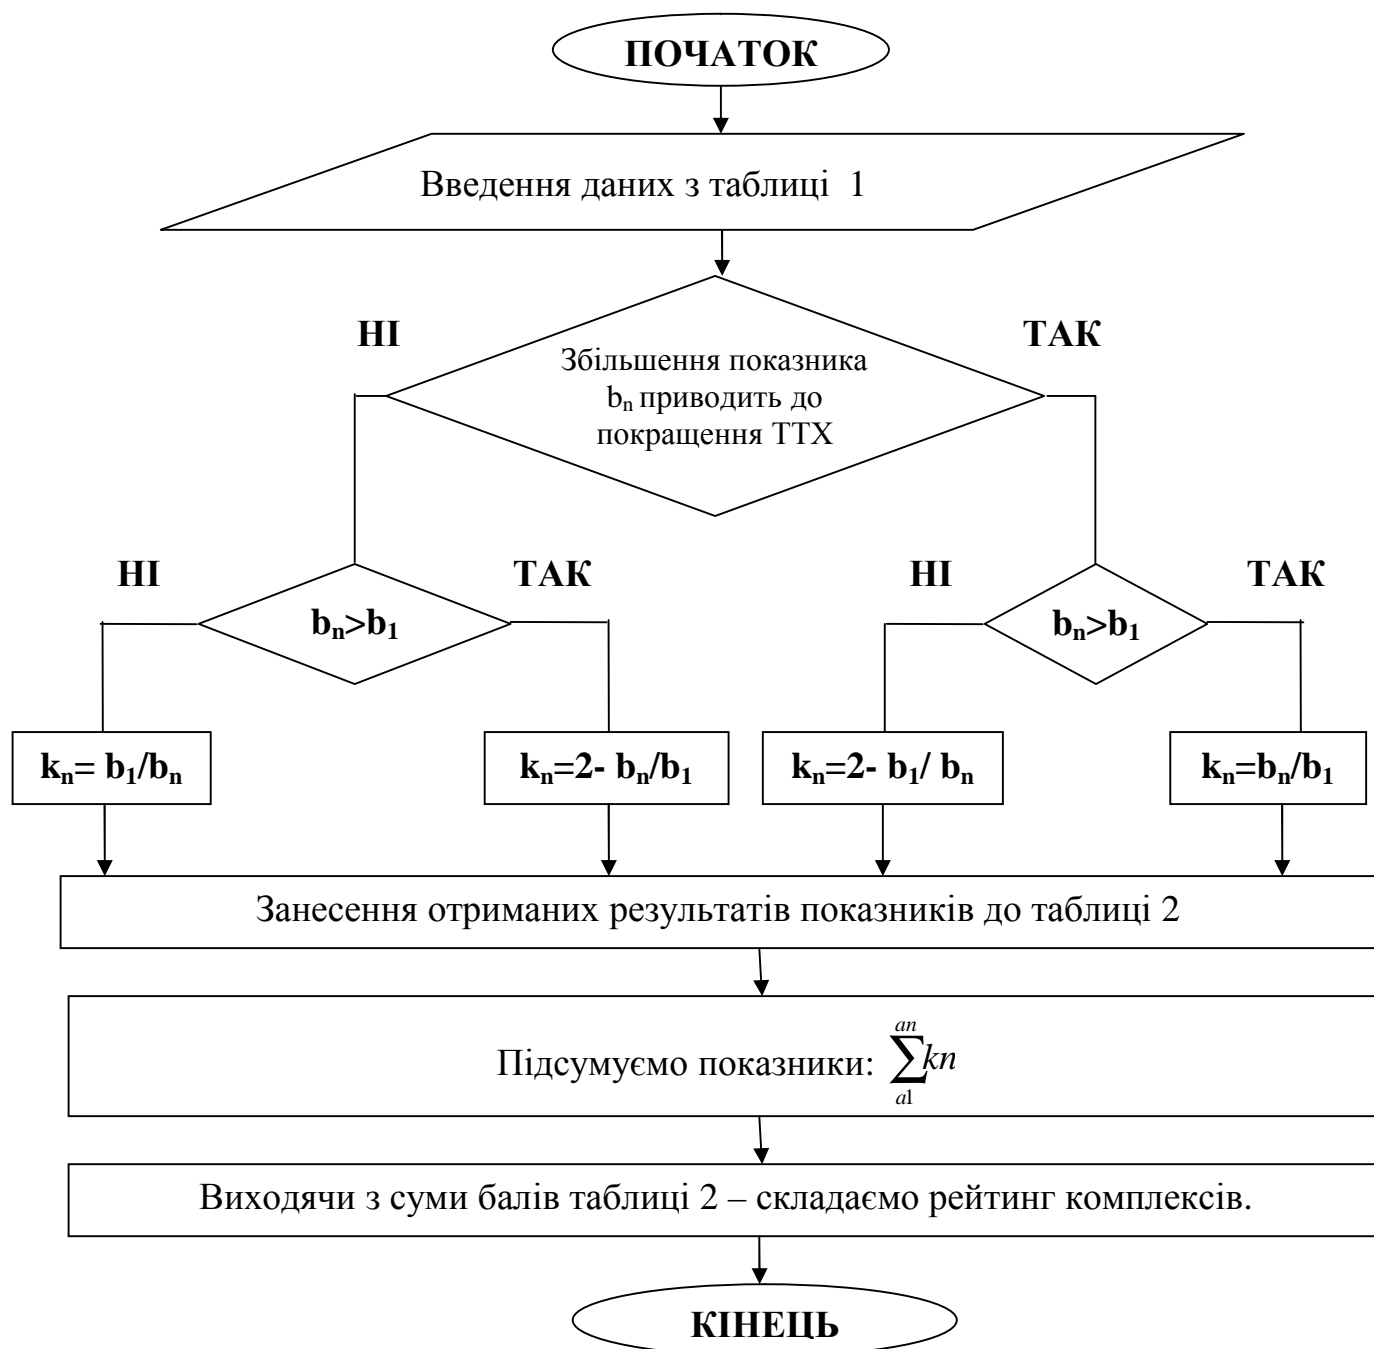 ПОЧАТОК
Введення даних з таблиці 1
НІ
ТАК
Збільшення показника
bn приводить до
покращення ТТХ
НІ
ТАК
НІ
ТАК
bn>b1
bn>b1
kn= b1/bn
kn=2- bn/b1
kn=2- b1/ bn
kn=bn/b1
Занесення отриманих результатів показників до таблиці 2
Підсумуємо показники: ∑ kn an a1
Виходячи з суми балів таблиці 2 – складаємо рейтинг комплексів.
КІНЕЦЬ